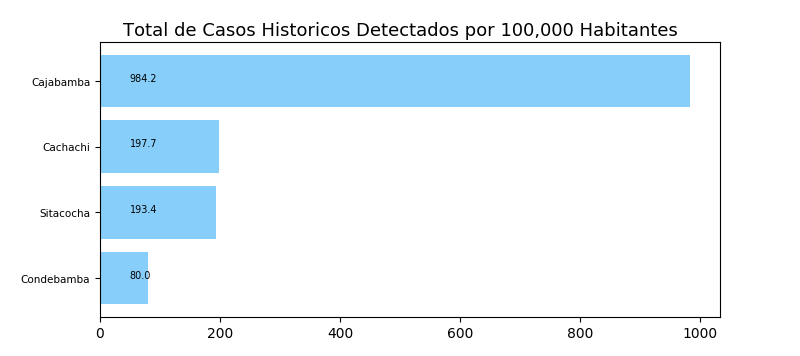 Total de Casos Historicos Detectados por 100,000 Habitantes
Cajabamba 984.2
Cachachi 197.7
Sitacocha 193.4
Condebamba 80.0
0 200 400 600 800 1000